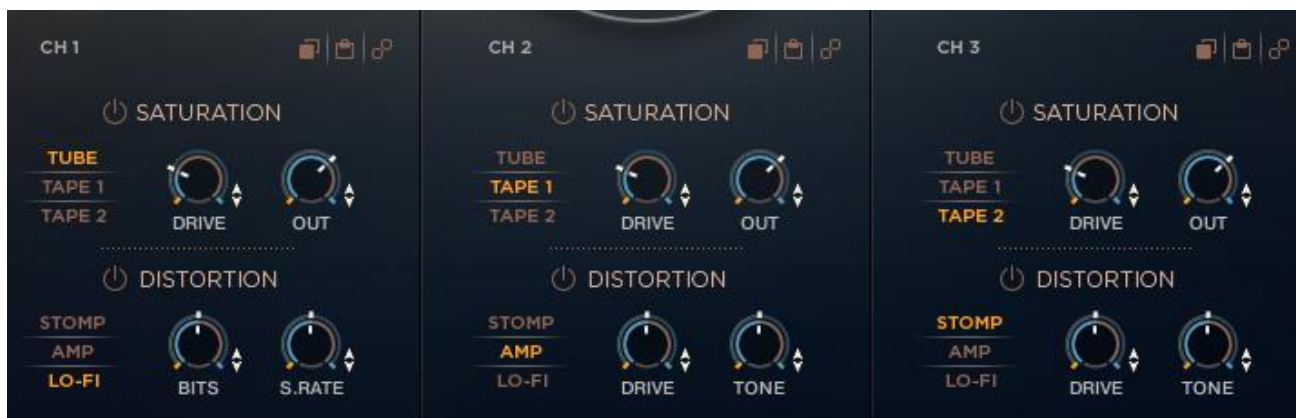 CH 1
SATURATION
TUBE
TAPE 1
TAPE 2
DRIVE
OUT
DISTORTION
STOMP
AMP
LO-FI
BITS
S.RATE
CH 2
SATURATION
TUBE
TAPE 1
TAPE 2
DRIVE
OUT
DISTORTION
STOMP
AMP
LO-FI
DRIVE
TONE
CH 3
SATURATION
TUBE
TAPE 1
TAPE 2
DRIVE
OUT
DISTORTION
STOMP
AMP
LO-FI
DRIVE
TONE